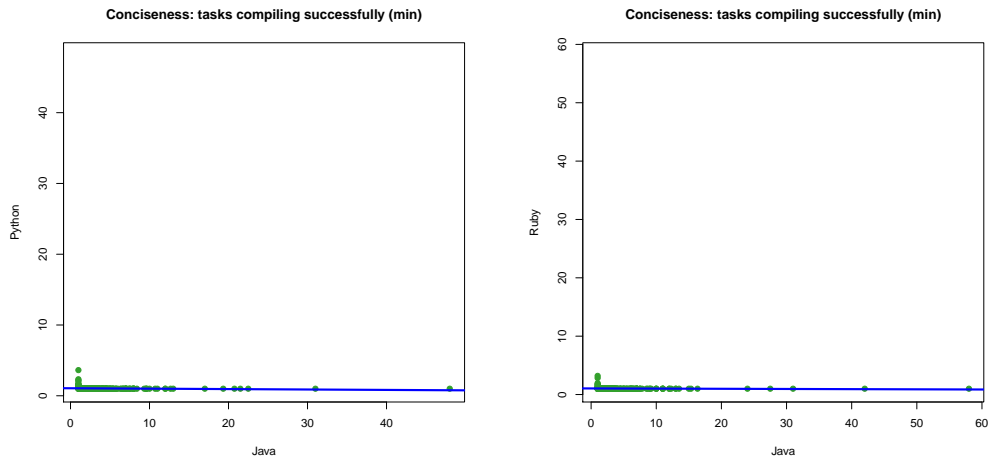 Conciseness: tasks compiling successfully (min)
Python
40
30
20
10
0
0 10 20 30 40
Java
Conciseness: tasks compiling successfully (min)
Ruby
60
50
40
30
20
10
0
0 10 20 30 40 50 60
Java